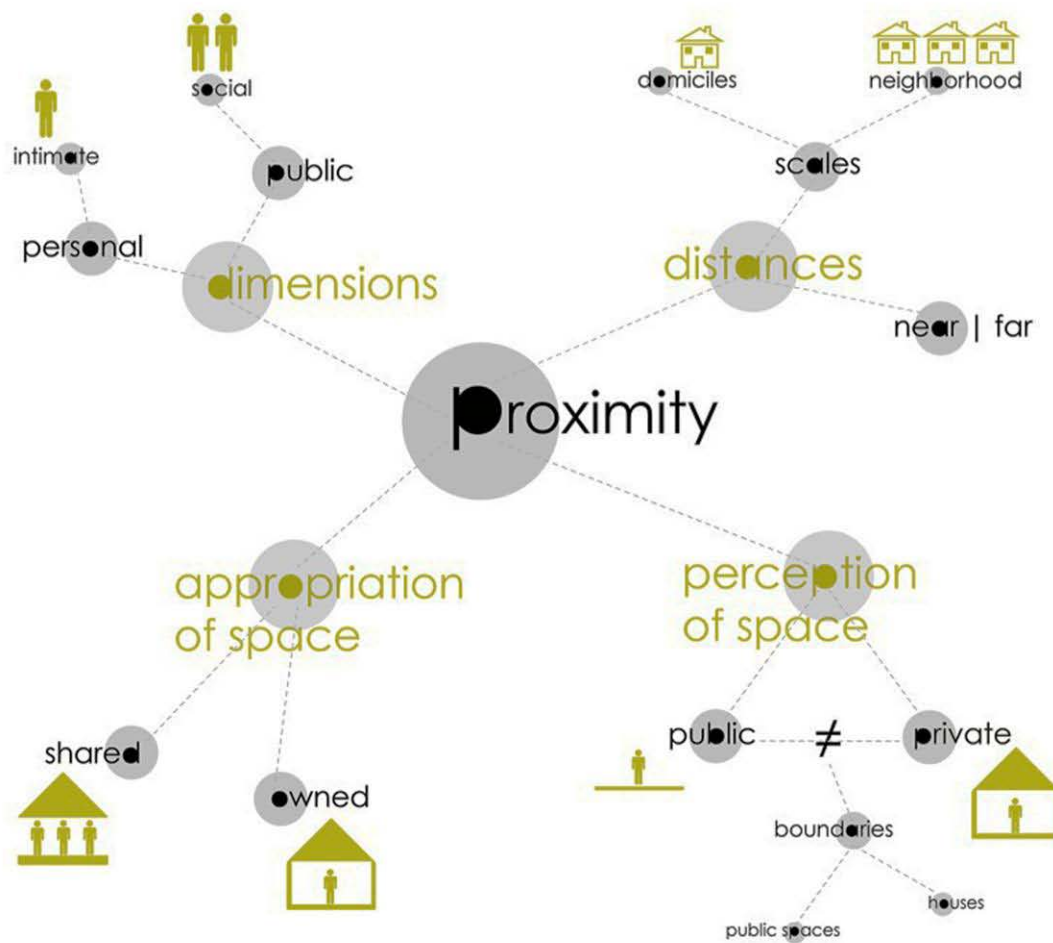 social
domiciles
neighborhood
intimate
public
scales
personal
dimensions
distances
near | far
proximity
appropriation
of space
perception
of space
shared
owned
public
≠
private
boundaries
houses
public spaces